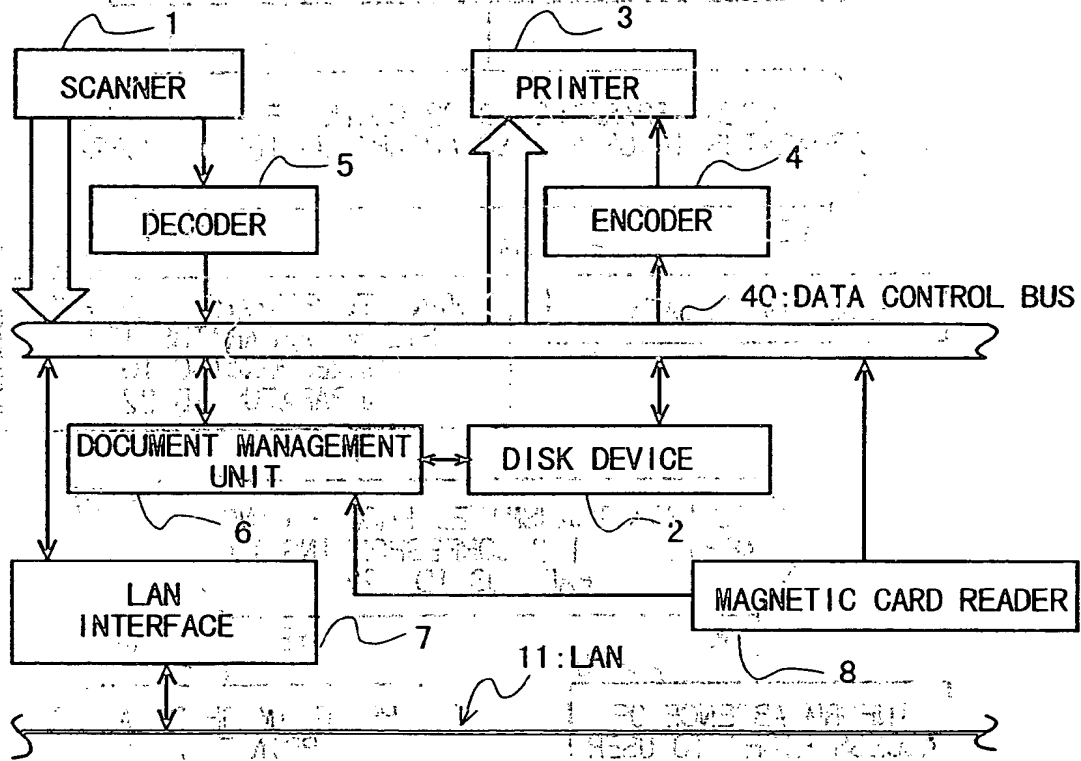 1
3
SCANNER
PRINTER
5
4
DECODER
ENCODER
40:DATA CONTROL BUS
DOCUMENT MANAGEMENT
UNIT
DISK DEVICE
6
2
LAN
INTERFACE
MAGNETIC CARD READER
7
11:LAN
8